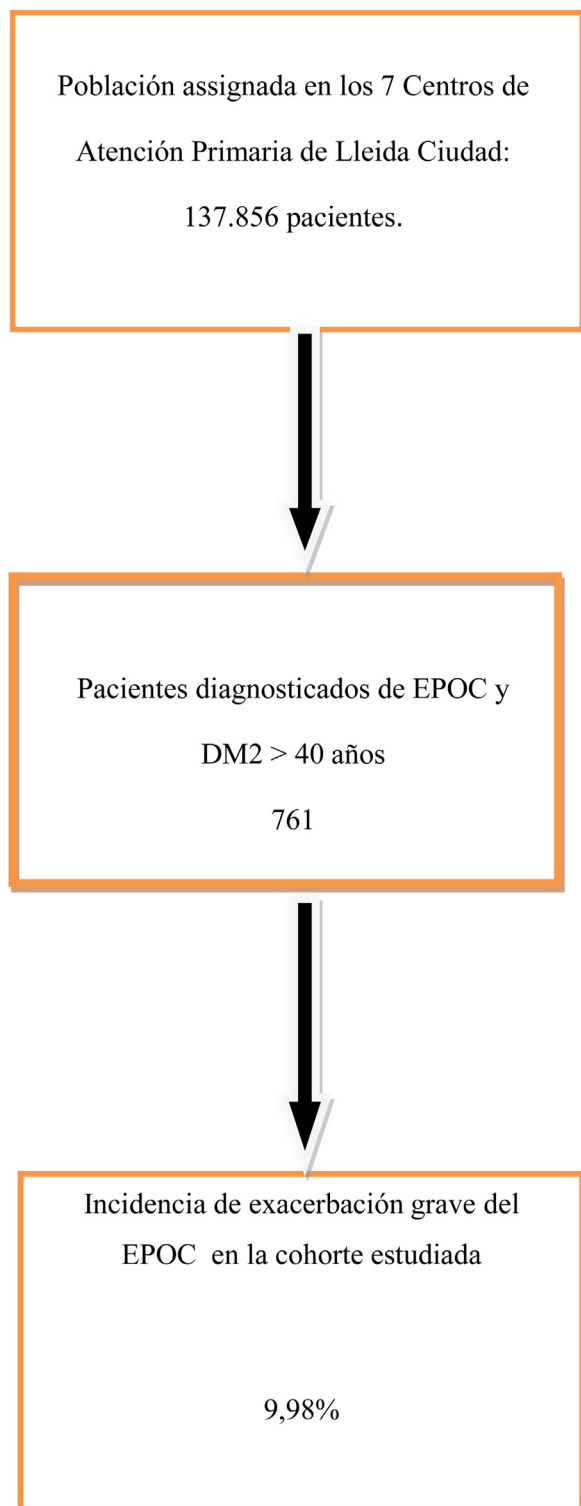 Población assignada en los 7 Centros de
Atención Primaria de Lleida Ciudad:
137.856 pacientes.
Pacientes diagnosticados de EPOC y
DM2 > 40 años
761
Incidencia de exacerbación grave del
EPOC en la cohorte estudiada
9,98%